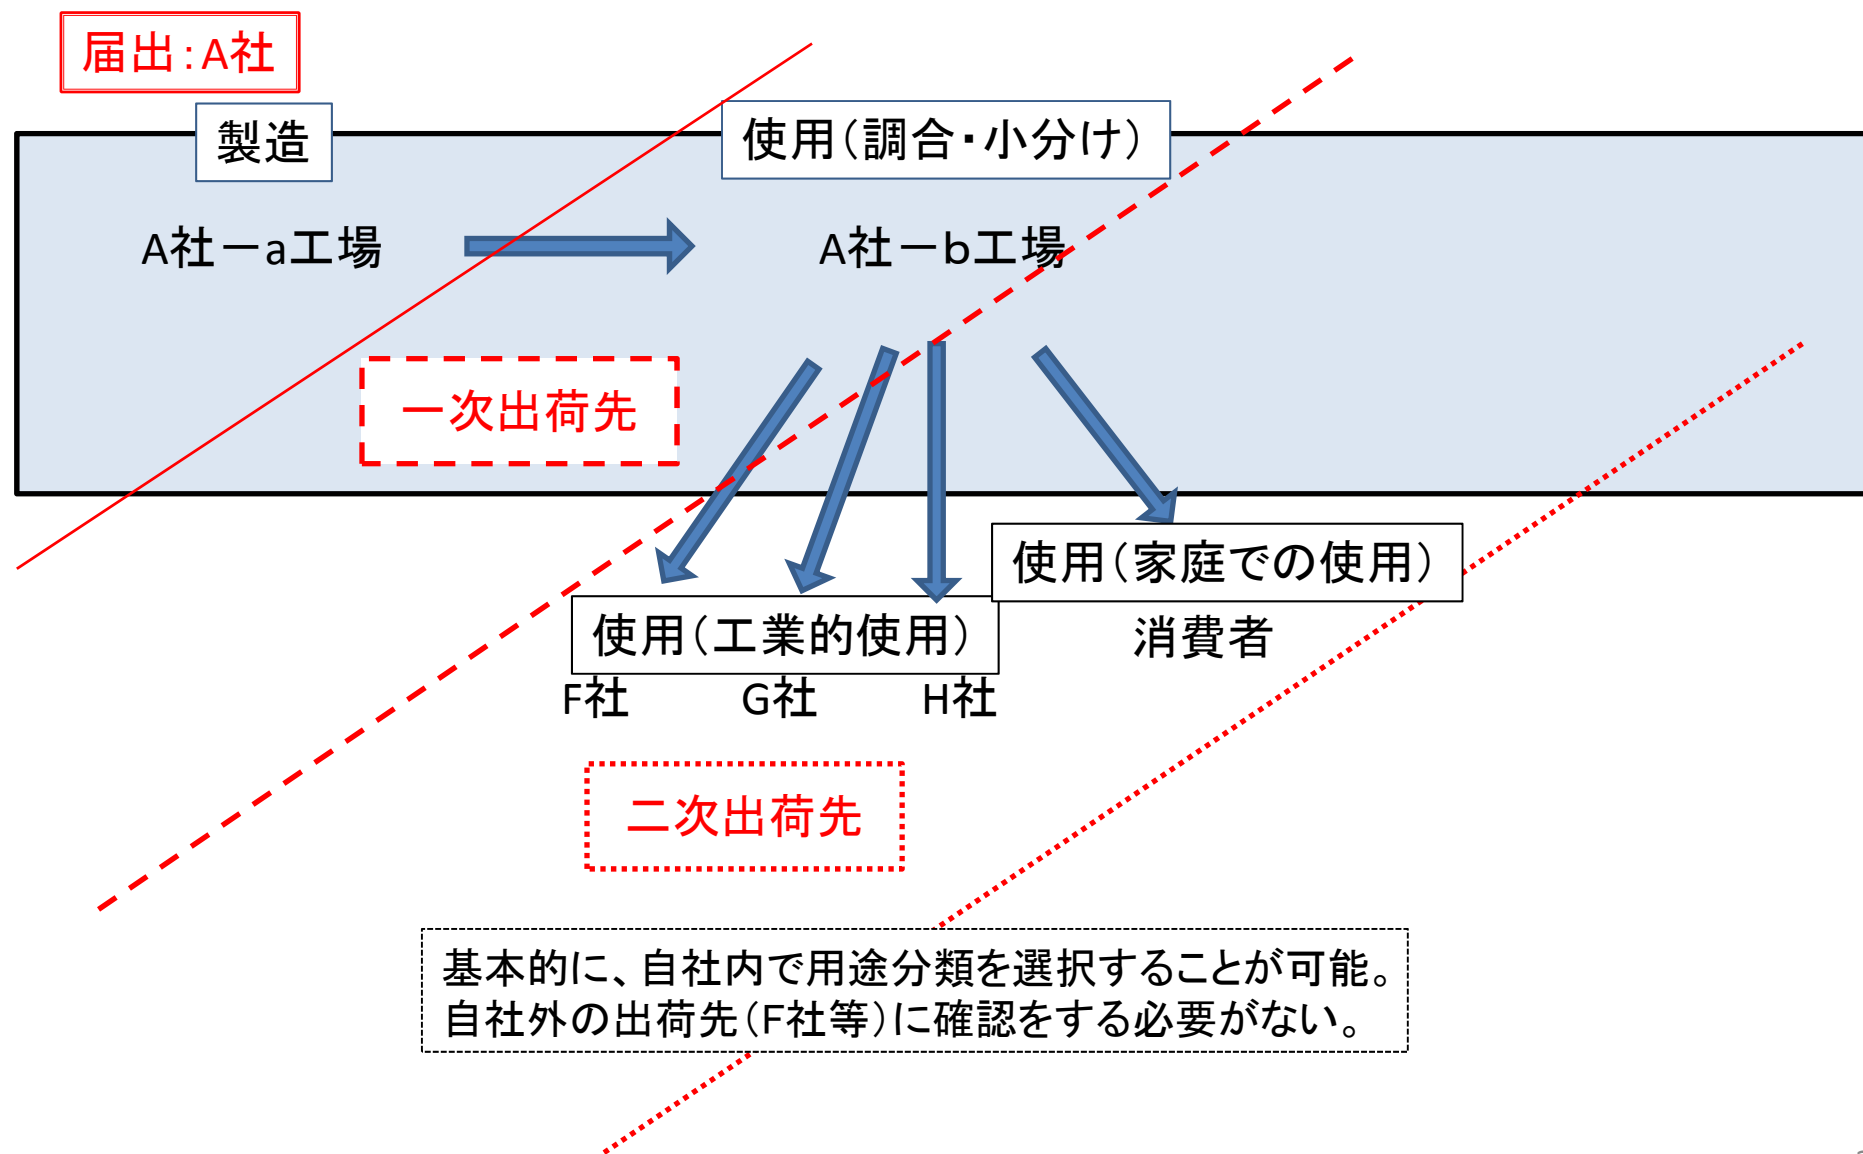 届出：A社
製造
使用（調合・小分け）
A社－a工場
A社－b工場
一次出荷先
使用（家庭での使用）
消費者
使用（工業的使用）
F社
G社
H社
二次出荷先
基本的に、自社内で用途分類を選択することが可能。
自社外の出荷先（F社等）に確認をする必要がない。